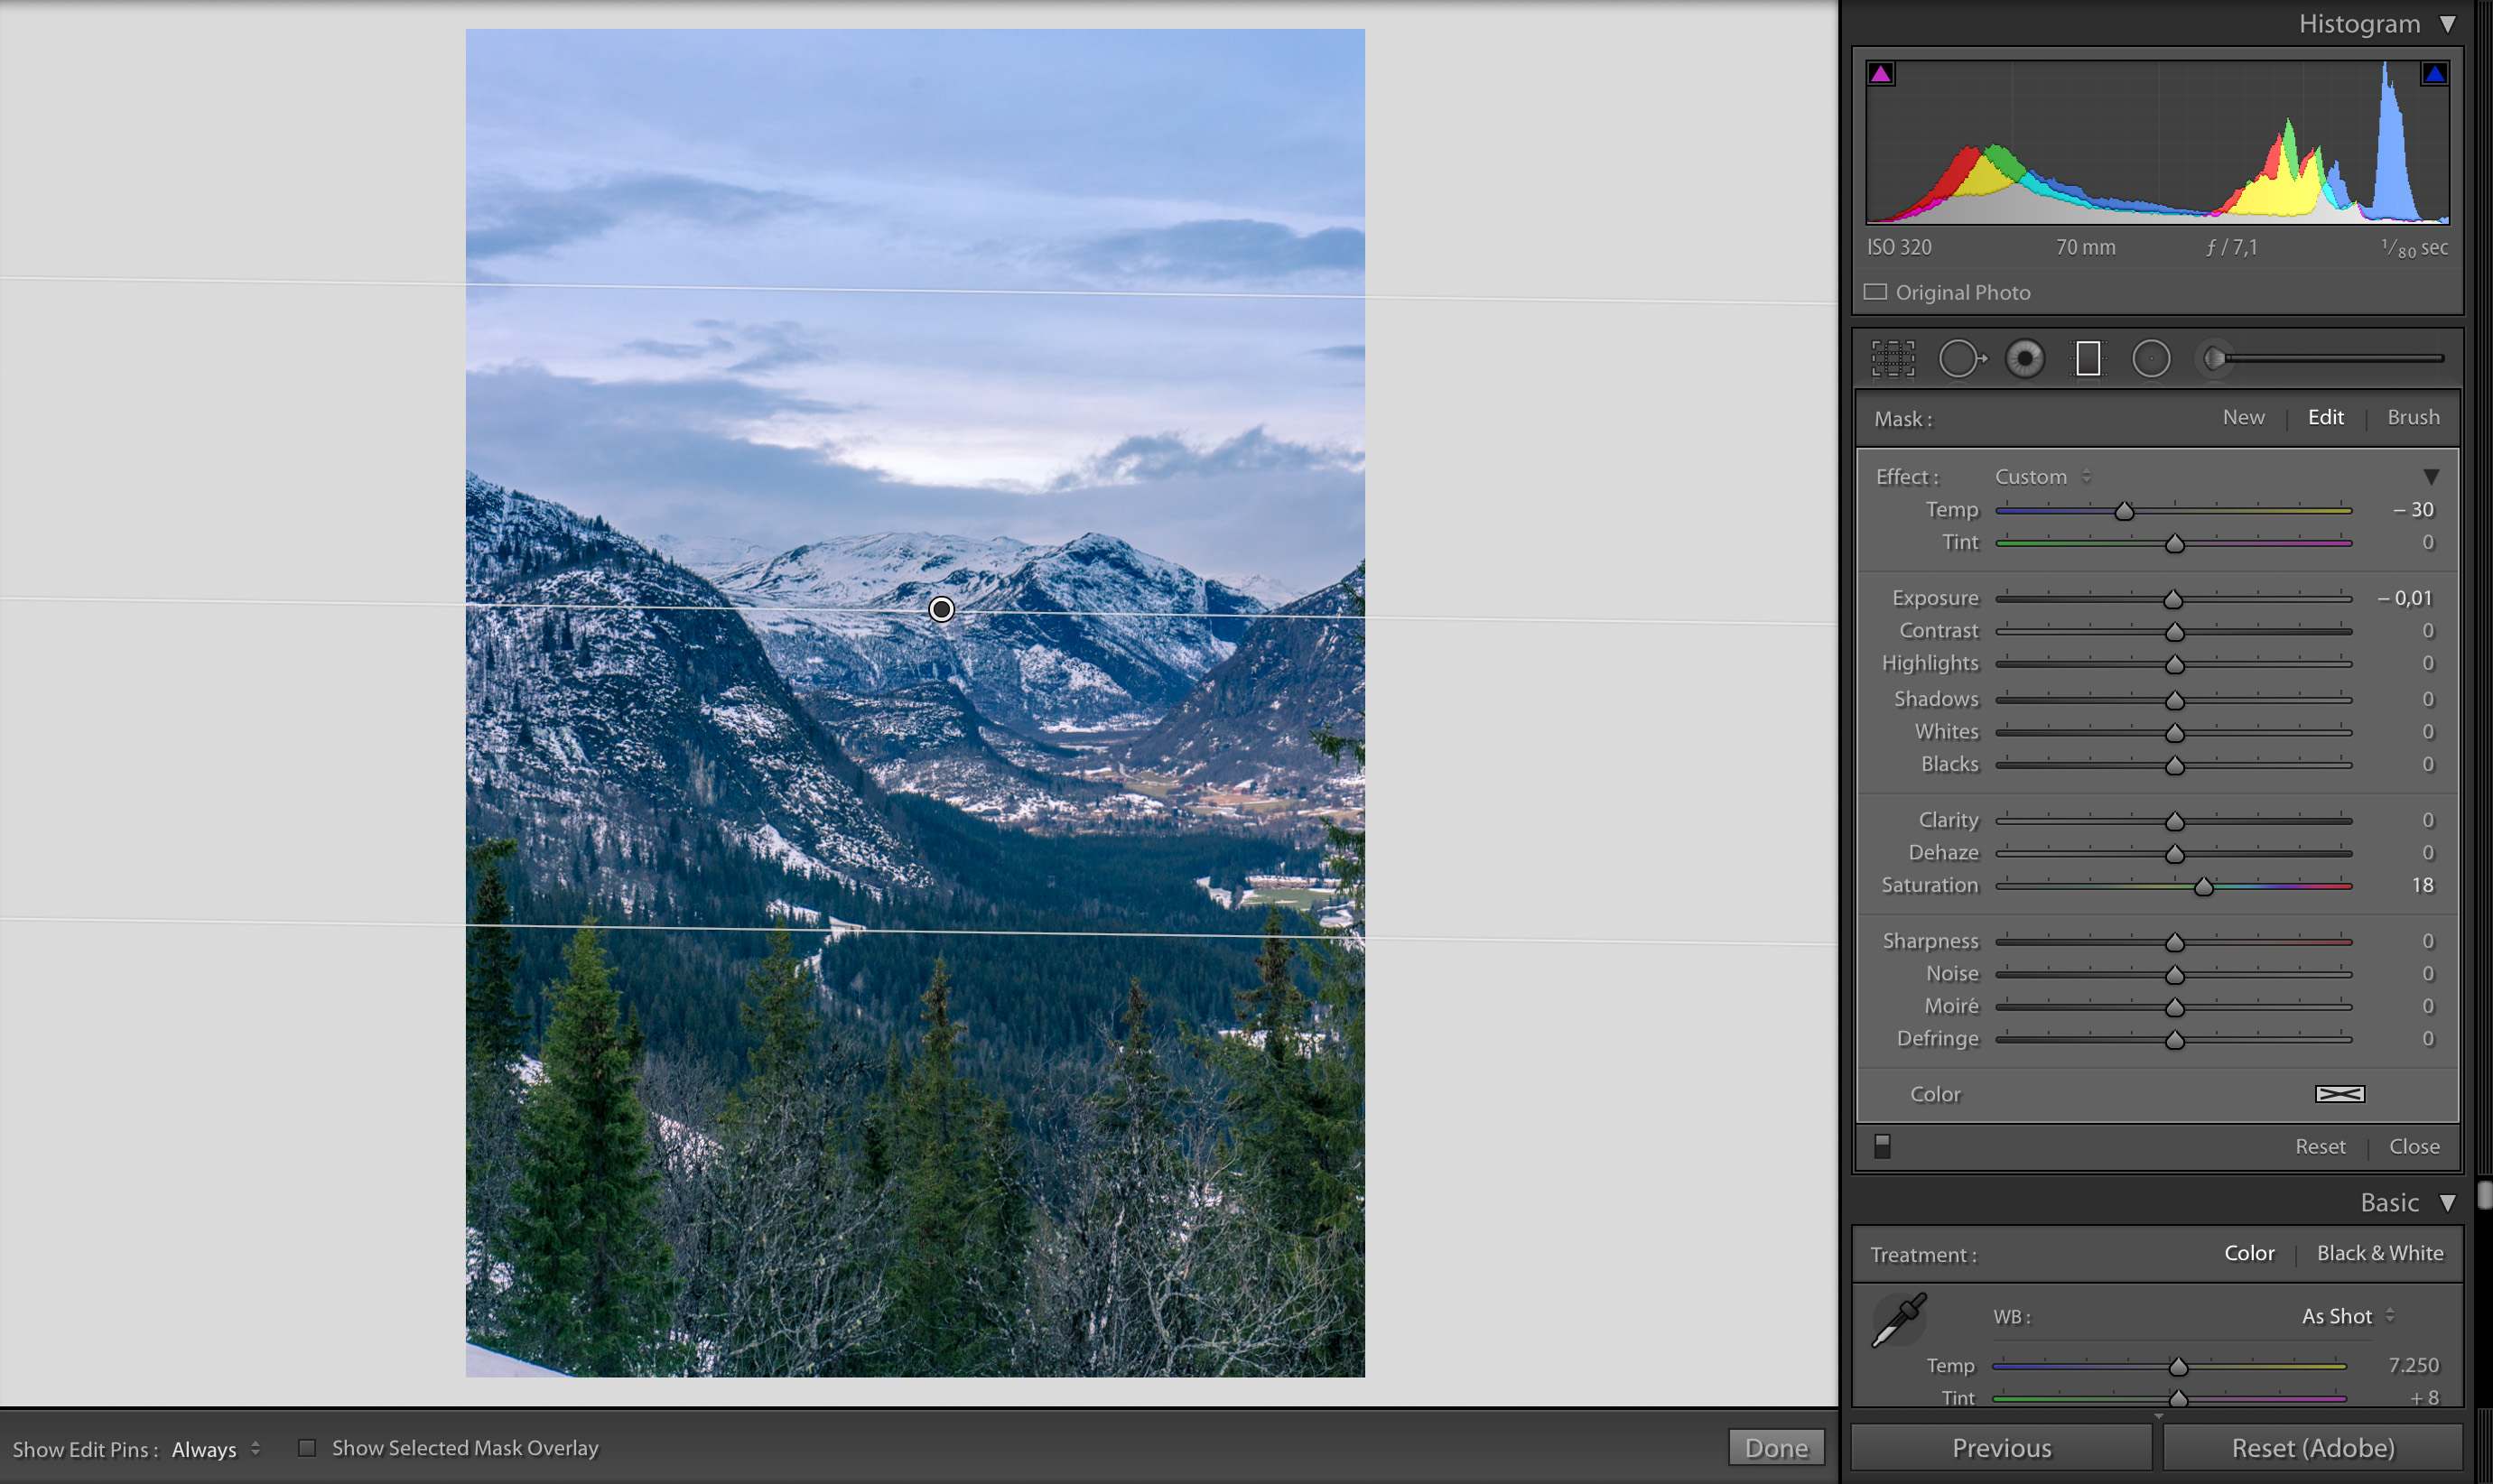 Histogram
ISO 320 70 mm ƒ / 7,1 1/80 sec
Original Photo
Mask : New Edit Brush
Effect : Custom
Temp – 30
Tint 0
Exposure – 0,01
Contrast 0
Highlights 0
Shadows 0
Whites 0
Blacks 0
Clarity 0
Dehaze 0
Saturation 18
Sharpness 0
Noise 0
Moiré 0
Defringe 0
Color
Reset Close
Basic
Treatment : Color Black & White
WB : As Shot
Temp 7.250
Tint + 8
Show Edit Pins : Always Show Selected Mask Overlay Done Previous Reset (Adobe)